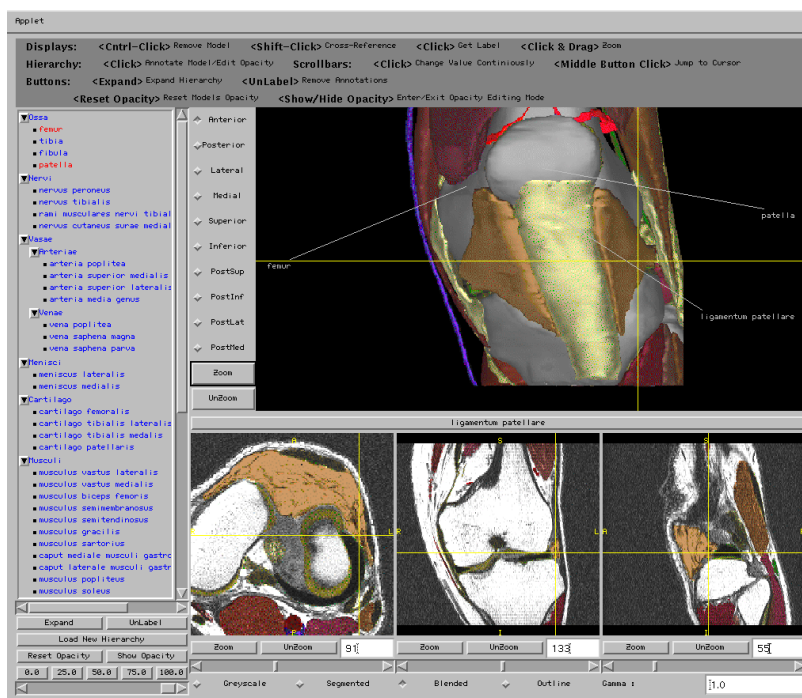 Applet
Displays: <Cntrl-Click> Remove Model <Shift-Click> Cross-Reference <Click> Get Label <Click & Drag> Zoom
Hierarchy: <Click> Annotate Model/Edit Opacity Scrollbars: <Click> Change Value Continiously <Middle Button Click> Jump to Cursor
Buttons: <Expand> Expand Hierarchy <UnLabel> Remove Annotations
<Reset Opacity> Reset Models Opacity <Show/Hide Opacity> Enter/Exit Opacity Editing Mode
Ossa
femur
tibia
fibula
patella
Nervi
nervus peroneus
nervus tibialis
rami musculares nervi tibial
nervus cutaneus surae medial
Vasae
Arteriae
arteria poplitea
arteria superior medialis
arteria superior lateralis
arteria media genus
Venae
vena poplitea
vena saphena magna
vena saphena parva
Menisci
meniscus lateralis
meniscus medialis
Cartilago
cartilago femoralis
cartilago tibialis lateralis
cartilago tibialis medalis
cartilago patellaris
Musculi
musculus vastus lateralis
musculus vastus medialis
musculus biceps femoris
musculus semimembranosus
musculus semitendinosus
musculus gracilis
musculus sartorius
caput mediale musculi gastro
caput laterale musculi gastr
musculus popliteus
musculus soleus
Expand UnLabel
Load New Hierarchy
Reset Opacity Show Opacity
0.0 25.0 50.0 75.0 100.0
Anterior
Posterior
Lateral
Medial
Superior
Inferior
PostSup
PostInf
PostLat
PostMed
Zoom
UnZoom
patella
femur
ligamentum patellare
ligamentum patellare
A
R L
P
S
R L
I
S
A
I
Zoom UnZoom 91 Zoom UnZoom 133 Zoom UnZoom 55
Greyscale Segmented Blended Outline Gamma : 1.0